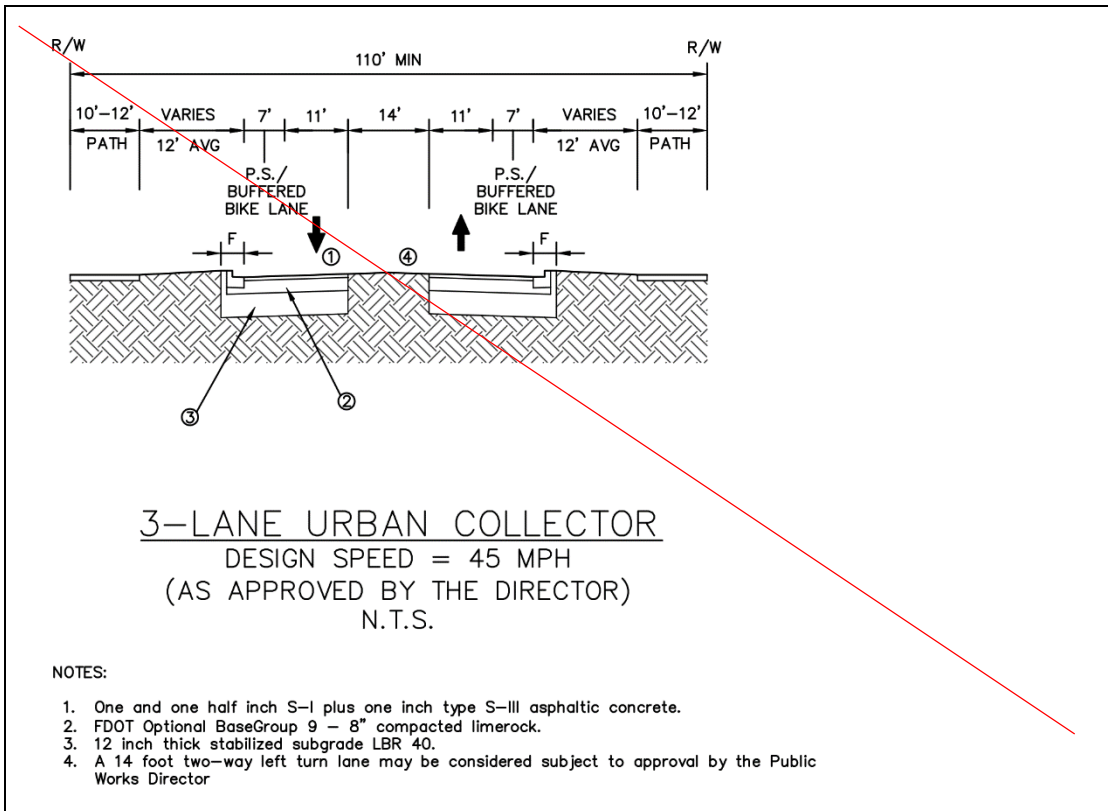 R/W R/W
110' MIN
10'-12' VARIES 7' 11' 14' 11' 7' VARIES 10'-12'
PATH 12' AVG 12' AVG PATH
P.S./ P.S./
BUFFERED BUFFERED
BIKE LANE BIKE LANE
F F
1 4
2
3
3-LANE URBAN COLLECTOR
DESIGN SPEED = 45 MPH
(AS APPROVED BY THE DIRECTOR)
N.T.S.
NOTES:
1. One and one half inch S-I plus one inch type S-III asphaltic concrete.
2. FDOT Optional BaseGroup 9 - 8" compacted limerock.
3. 12 inch thick stabilized subgrade LBR 40.
4. A 14 foot two-way left turn lane may be considered subject to approval by the Public
Works Director